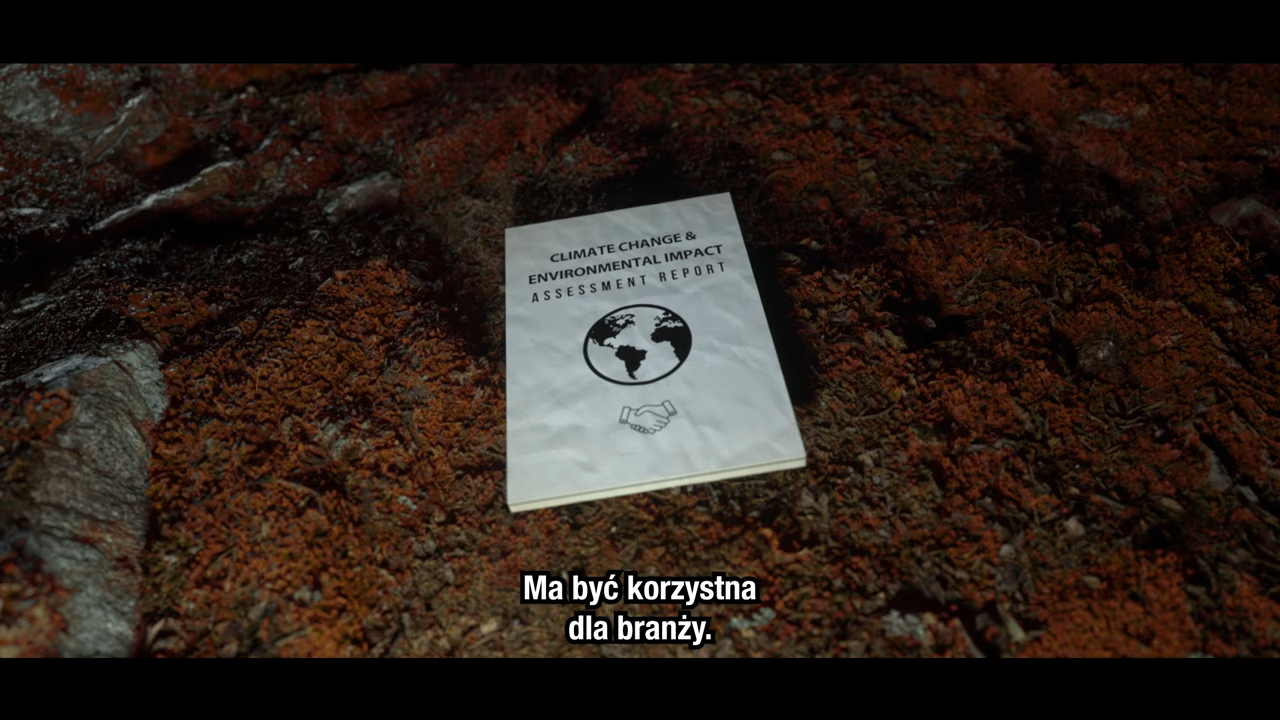 CLIMATE CHANGE &
ENVIRONMENTAL IMPACT
ASSESSMENT REPORT
Ma być korzystna
dla branży.